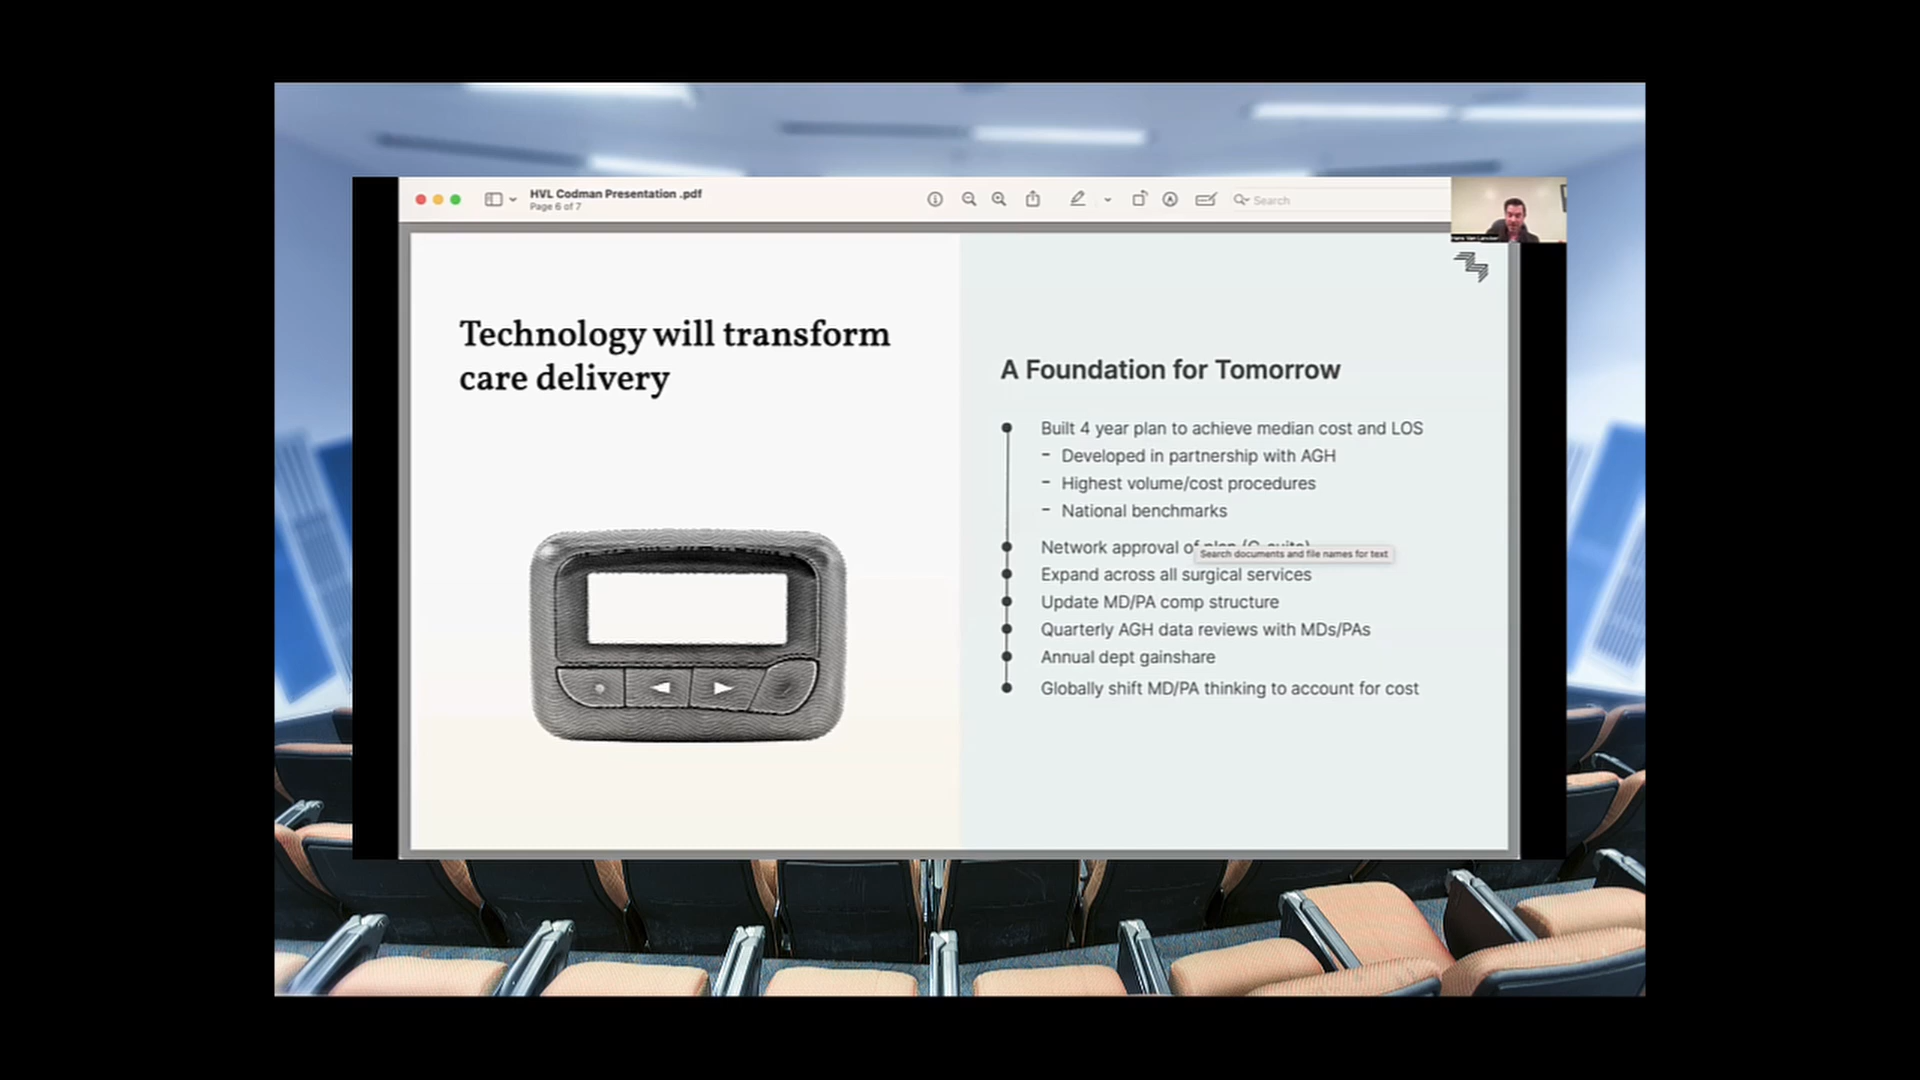 HVL Codman Presentation .pdf
Page 6 of 7
Search
Technology will transform
care delivery
A Foundation for Tomorrow
Built 4 year plan to achieve median cost and LOS
- Developed in partnership with AGH
- Highest volume/cost procedures
- National benchmarks
Network approval of plan (C-suite)
Search documents and file names for text
Expand across all surgical services
Update MD/PA comp structure
Quarterly AGH data reviews with MDs/PAs
Annual dept gainshare
Globally shift MD/PA thinking to account for cost